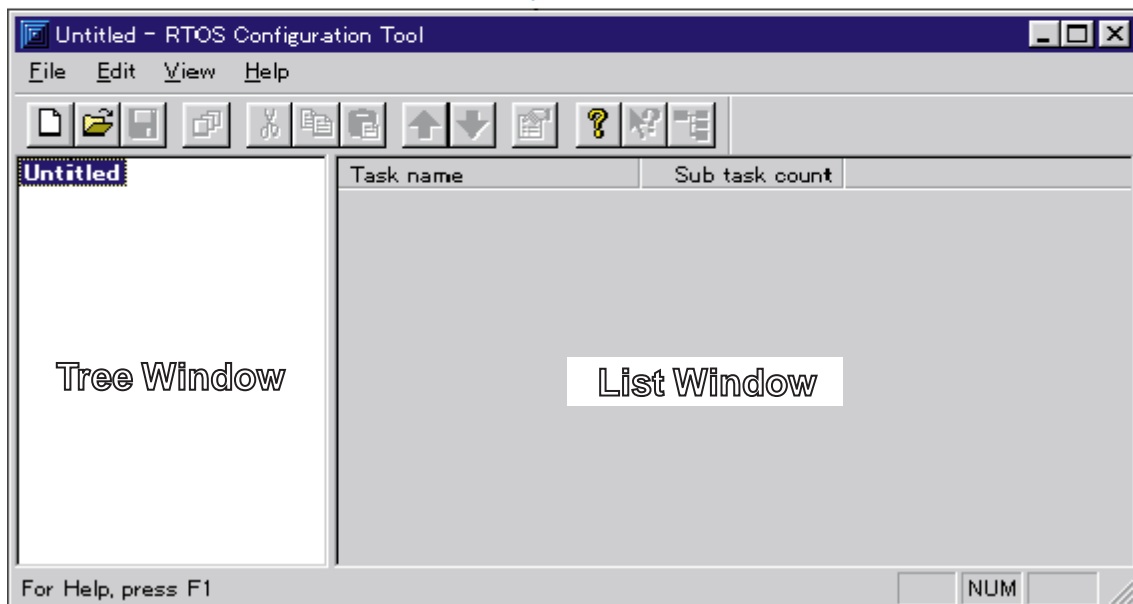 Untitled - RTOS Configuration Tool
File Edit View Help
Untitled
Task name Sub task count
Tree Window
List Window
For Help, press F1
NUM